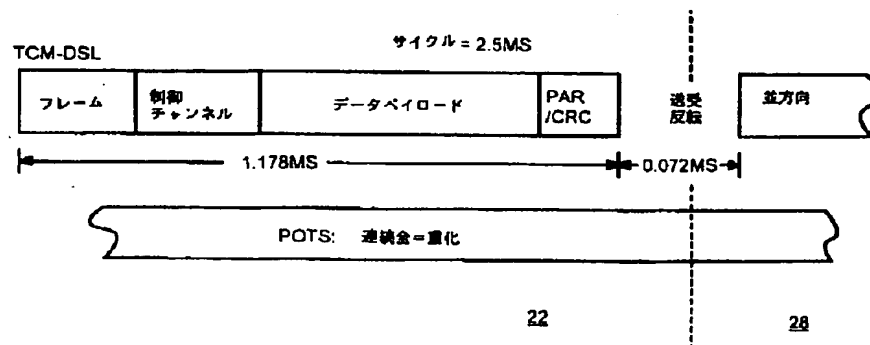 サイクル = 2.5MS
TCM-DSL
フレーム
制御
チャンネル
データペイロード
PAR
/CRC
送受
反転
並方向
1.178MS
0.072MS
POTS: 連続全=重化
22
28